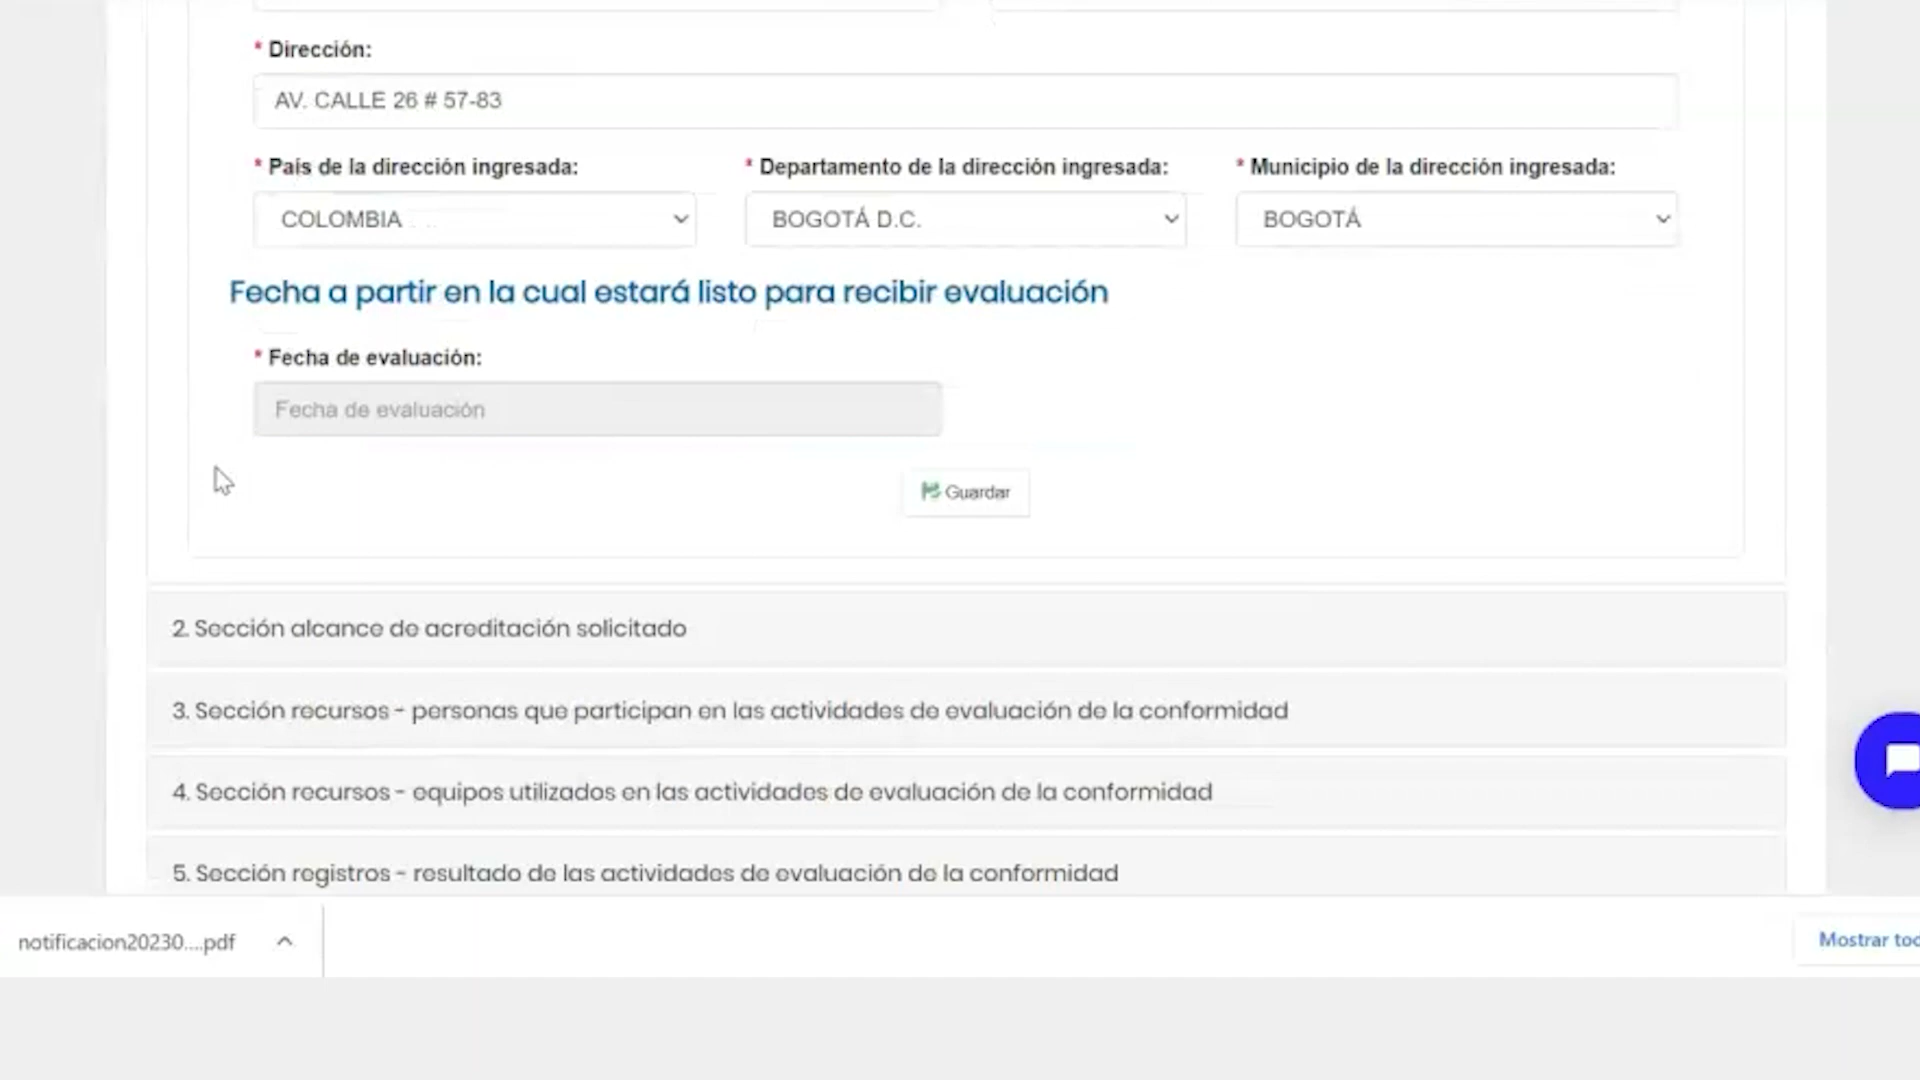 * Dirección:
AV. CALLE 26 # 57-83
* País de la dirección ingresada:
* Departamento de la dirección ingresada:
* Municipio de la dirección ingresada:
COLOMBIA
BOGOTÁ D.C.
BOGOTÁ
Fecha a partir en la cual estará listo para recibir evaluación
* Fecha de evaluación:
Fecha de evaluación
Guardar
2. Sección alcance de acreditación solicitado
3. Sección recursos - personas que participan en las actividades de evaluación de la conformidad
4. Sección recursos - equipos utilizados en las actividades de evaluación de la conformidad
5. Sección registros - resultado de las actividades de evaluación de la conformidad
notificacion20230....pdf
Mostrar